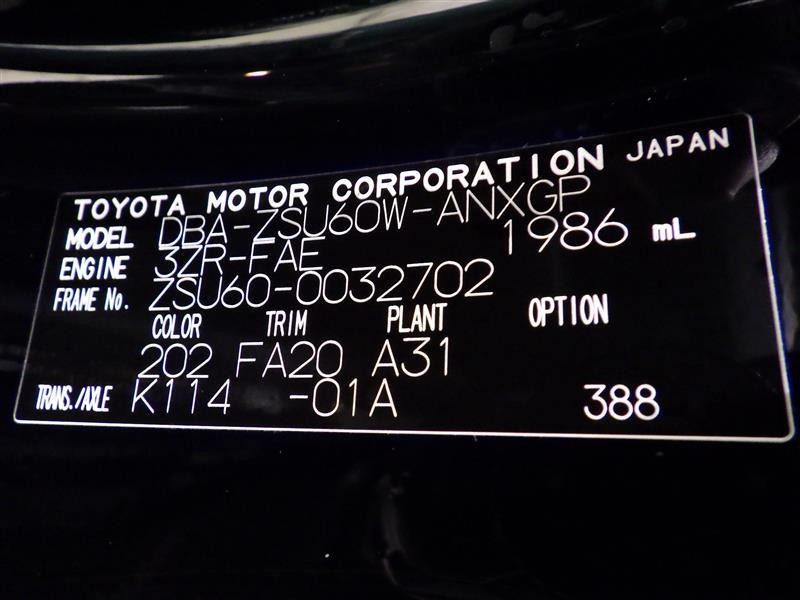 TOYOTA MOTOR CORPORATION JAPAN
MODEL DBA-ZSU60W-ANXGP
ENGINE 3ZR-FAE 1986 mL
FRAME No. ZSU60-0032702
COLOR TRIM PLANT OPTION
202 FA20 A31
TRANS./AXLE K114 -01A 388